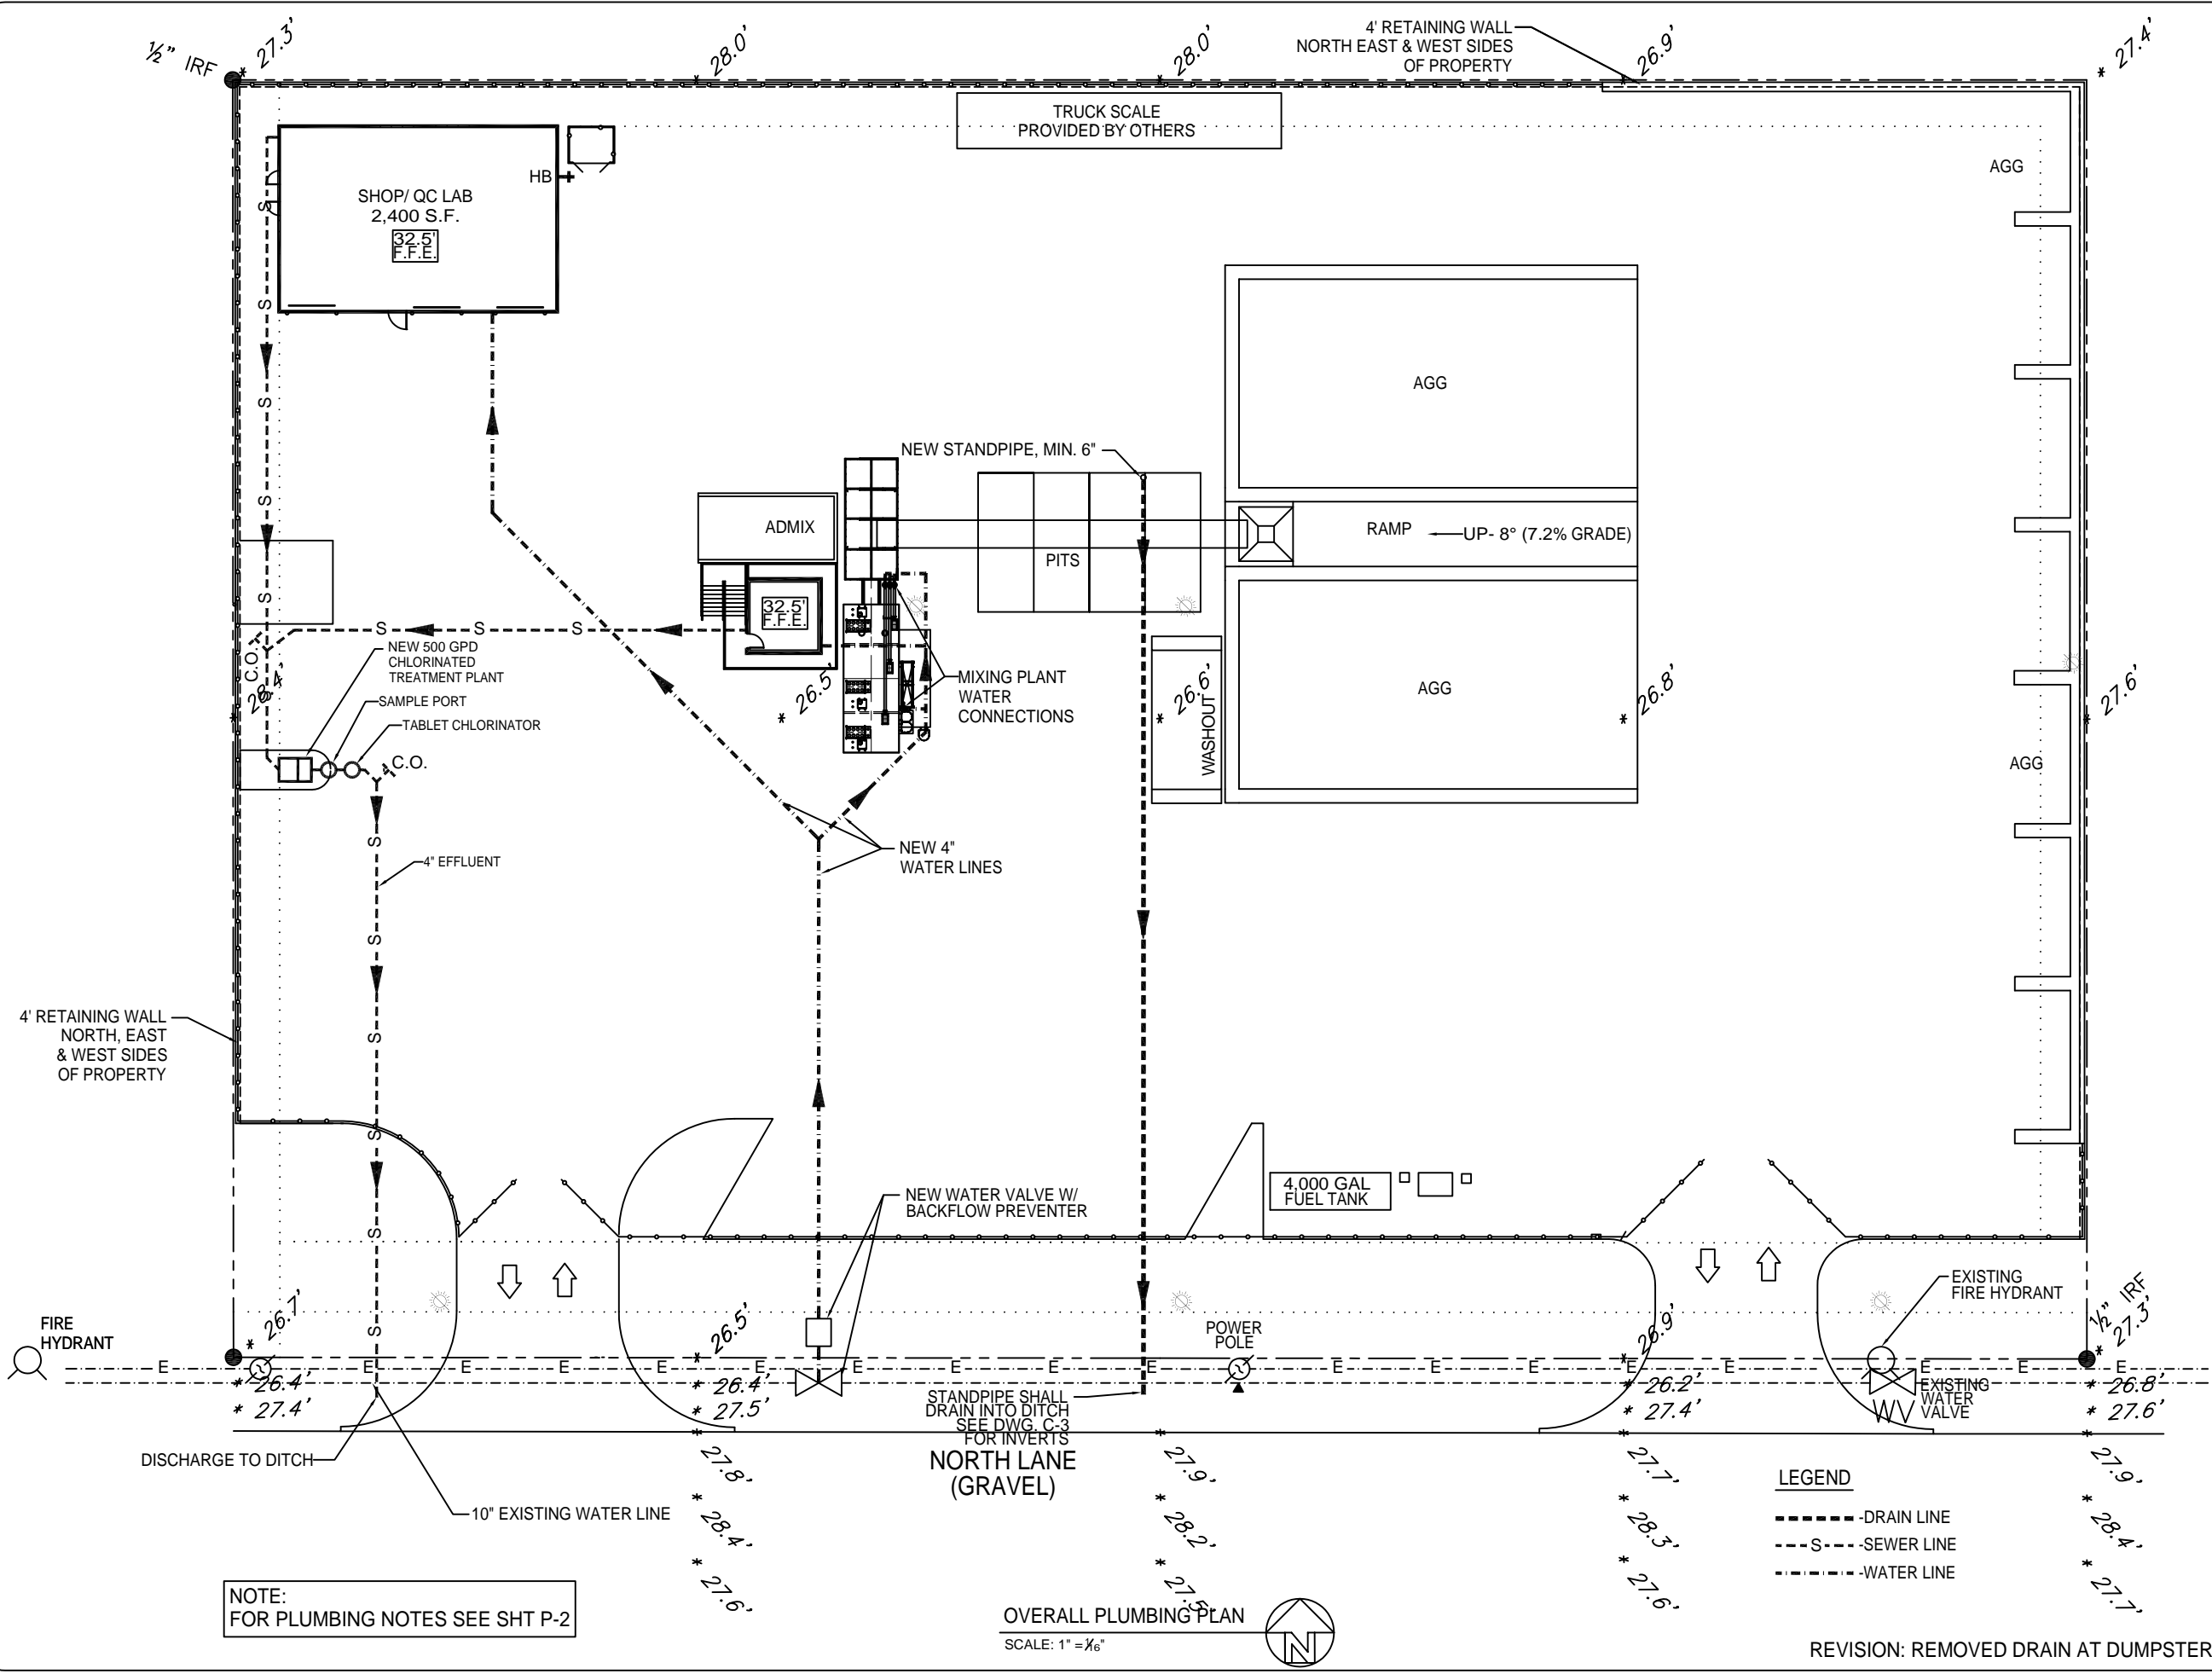 ½" IRF
27.3'
28.0'
28.0'
4' RETAINING WALL
NORTH EAST & WEST SIDES
OF PROPERTY
26.9'
27.4'
TRUCK SCALE
PROVIDED BY OTHERS
AGG
HB
SHOP/ QC LAB
2,400 S.F.
32.5'
F.F.E.
S
S
S
S
S
AGG
NEW STANDPIPE, MIN. 6"
ADMIX
PITS
RAMP
UP- 8° (7.2% GRADE)
32.5'
F.F.E.
S
S
S
C.O.
28.4'
S
NEW 500 GPD
CHLORINATED
TREATMENT PLANT
SAMPLE PORT
TABLET CHLORINATOR
C.O.
26.5'
MIXING PLANT
WATER
CONNECTIONS
26.6'
WASHOUT
AGG
26.8'
27.6'
AGG
S
4" EFFLUENT
NEW 4"
WATER LINES
S
S
S
S
S
4' RETAINING WALL
NORTH, EAST
& WEST SIDES
OF PROPERTY
NEW WATER VALVE W/
BACKFLOW PREVENTER
4,000 GAL
FUEL TANK
EXISTING
FIRE HYDRANT
½" IRF
27.3'
FIRE
HYDRANT
26.7'
26.5'
POWER
POLE
26.9'
E E E E E E E E E E E E E E E E E E E E
26.4'
27.4'
26.4'
27.5'
STANDPIPE SHALL
DRAIN INTO DITCH
SEE DWG. C-3
FOR INVERTS
26.2'
27.4'
EXISTING
WATER
VALVE
WV
26.8'
27.6'
DISCHARGE TO DITCH
10" EXISTING WATER LINE
NORTH LANE
(GRAVEL)
27.8'
28.4'
27.6'
27.9'
28.2'
27.5'
27.7'
28.3'
27.6'
27.9'
28.4'
27.7'
LEGEND
-DRAIN LINE
S -SEWER LINE
-WATER LINE
NOTE:
FOR PLUMBING NOTES SEE SHT P-2
OVERALL PLUMBING PLAN
SCALE: 1" = 1/16"
N
REVISION: REMOVED DRAIN AT DUMPSTER